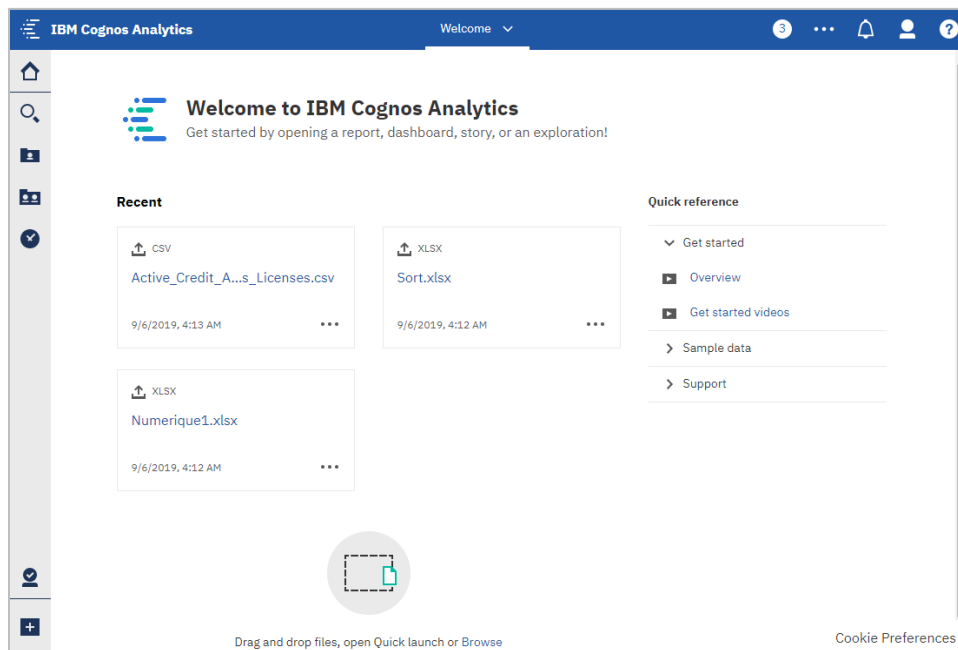 IBM Cognos Analytics
Welcome
3
?
Welcome to IBM Cognos Analytics
Get started by opening a report, dashboard, story, or an exploration!
Recent
CSV
Active_Credit_A...s_Licenses.csv
9/6/2019, 4:13 AM
XLSX
Sort.xlsx
9/6/2019, 4:12 AM
XLSX
Numerique1.xlsx
9/6/2019, 4:12 AM
Quick reference
Get started
Overview
Get started videos
Sample data
Support
Drag and drop files, open Quick launch or Browse
Cookie Preferences